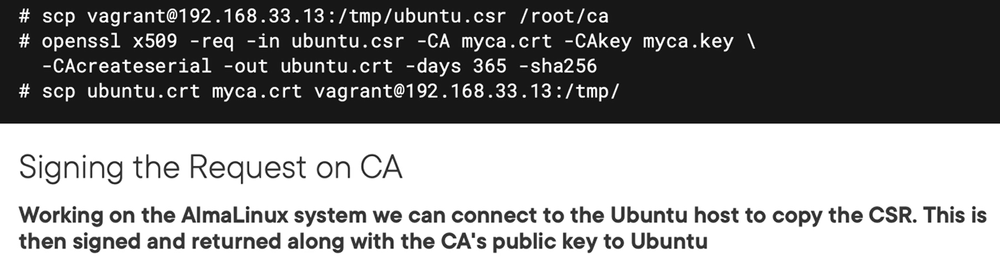 # scp vagrant@192.168.33.13:/tmp/ubuntu.csr /root/ca
# openssl x509 -req -in ubuntu.csr -CA myca.crt -CAkey myca.key \
  -CAcreateserial -out ubuntu.crt -days 365 -sha256
# scp ubuntu.crt myca.crt vagrant@192.168.33.13:/tmp/
Signing the Request on CA
Working on the AlmaLinux system we can connect to the Ubuntu host to copy the CSR. This is
then signed and returned along with the CA's public key to Ubuntu